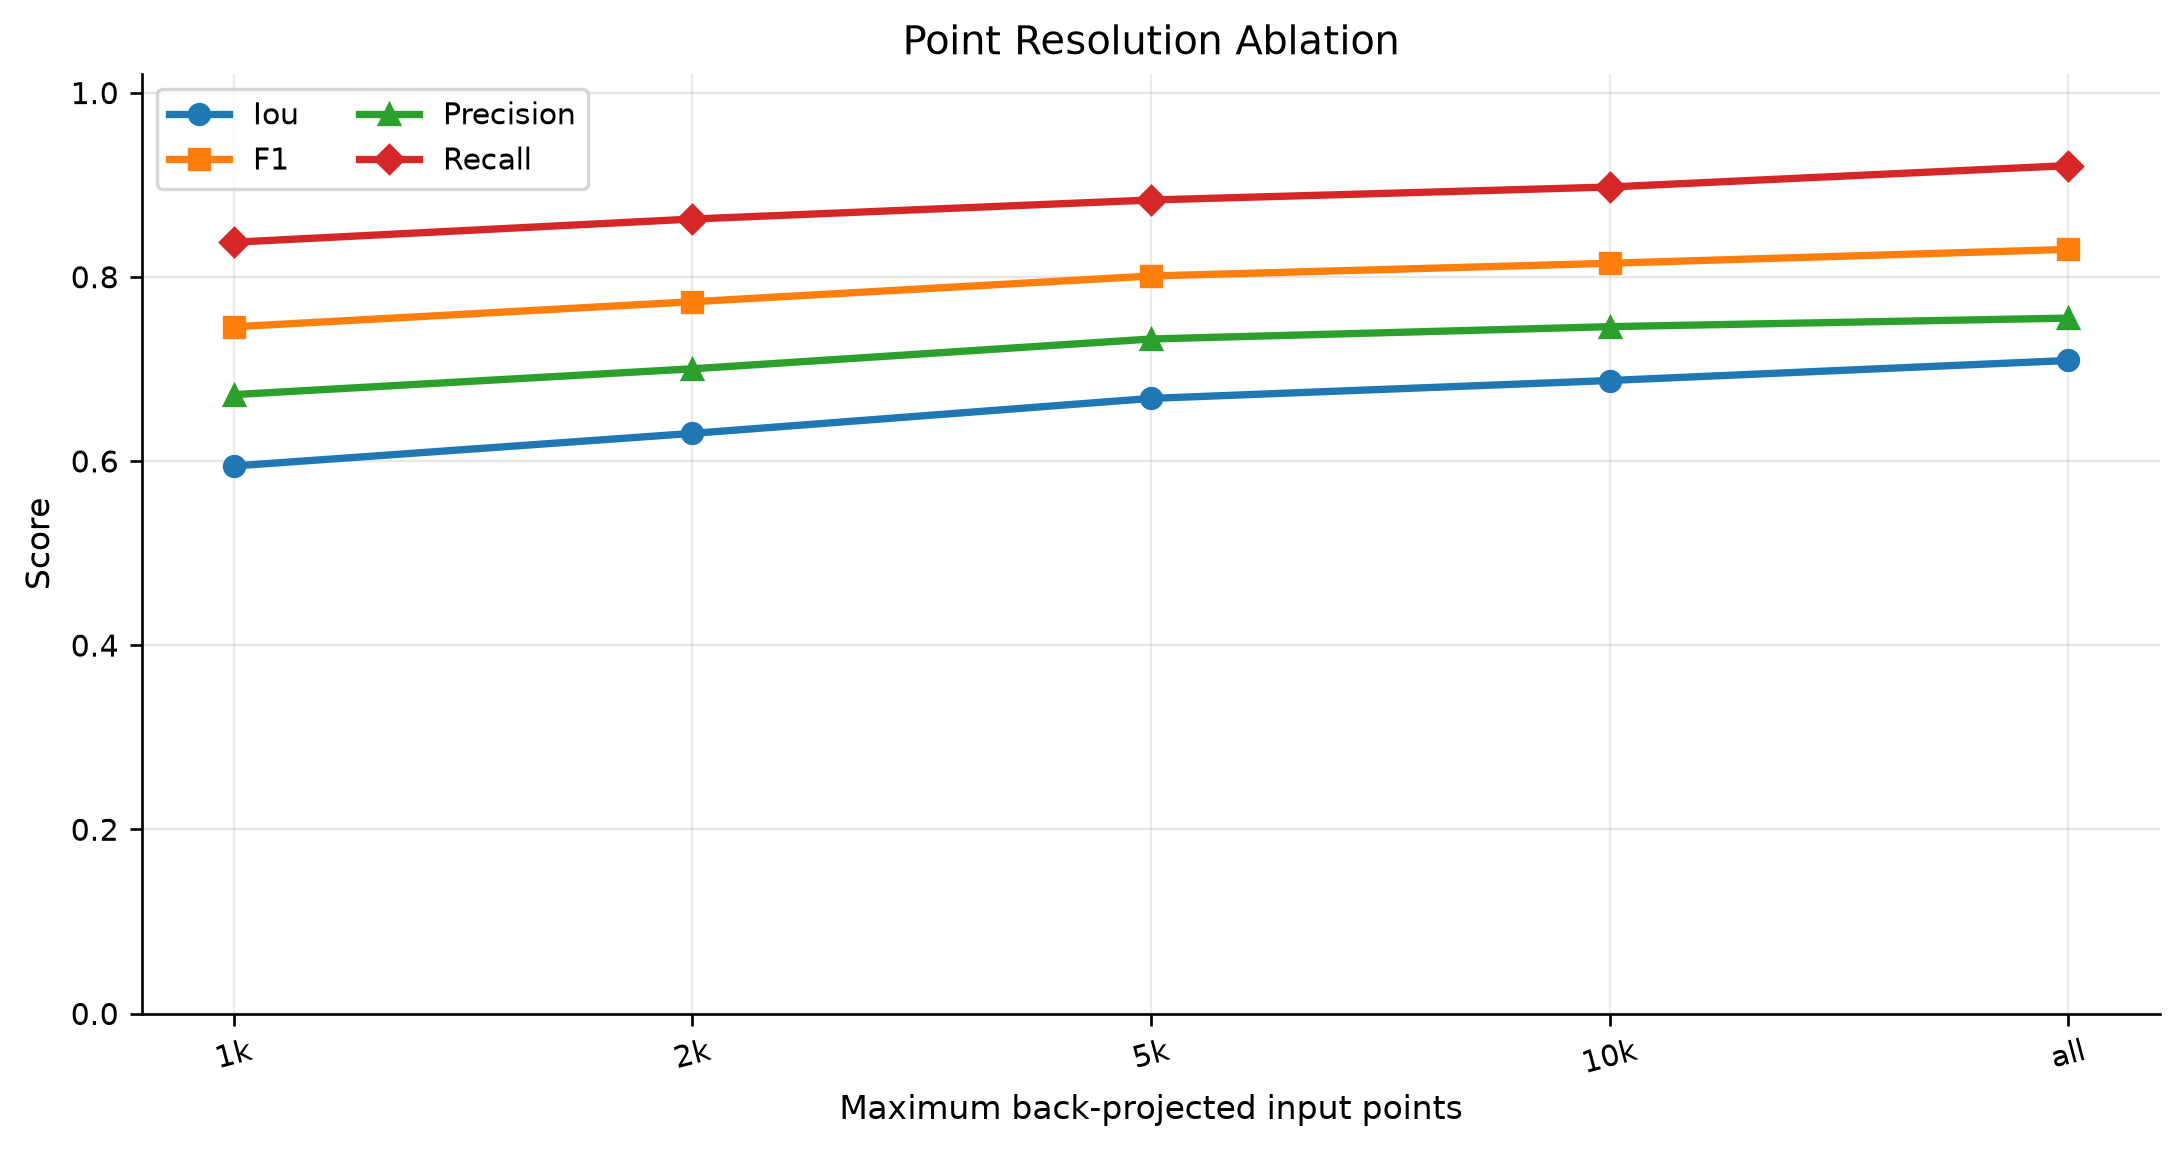 Point Resolution Ablation
Iou
F1
Precision
Recall
1.0
0.8
0.6
0.4
0.2
0.0
Score
1k
2k
5k
10k
all
Maximum back-projected input points